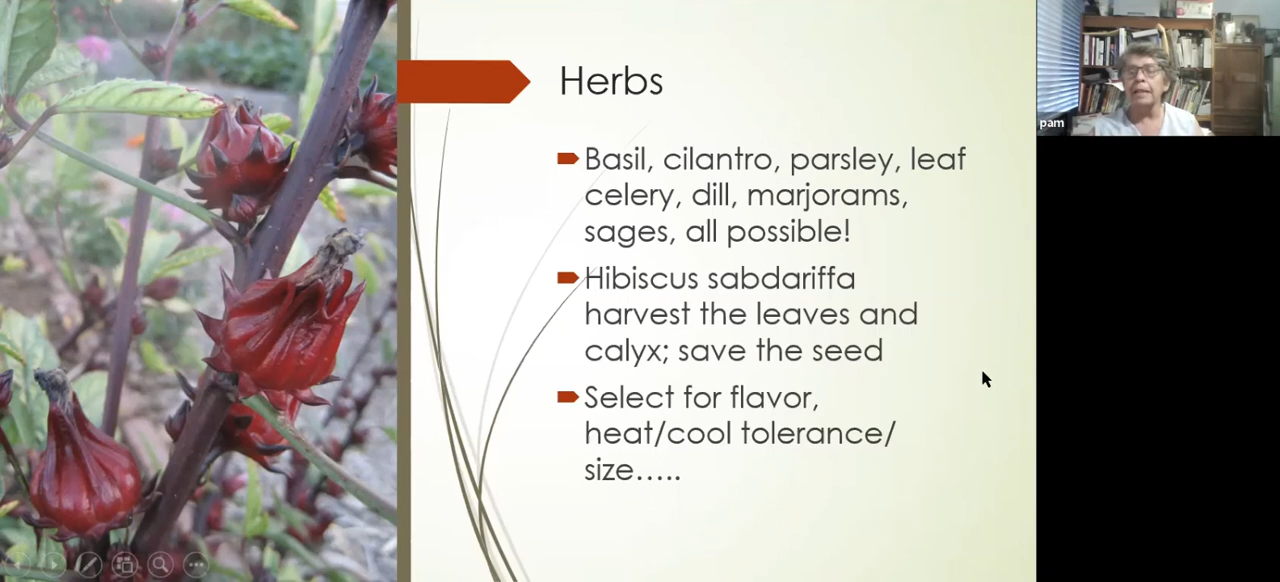 Herbs
Basil, cilantro, parsley, leaf
celery, dill, marjorams,
sages, all possible!
Hibiscus sabdariffa
harvest the leaves and
calyx; save the seed
Select for flavor,
heat/cool tolerance/
size.....
pam